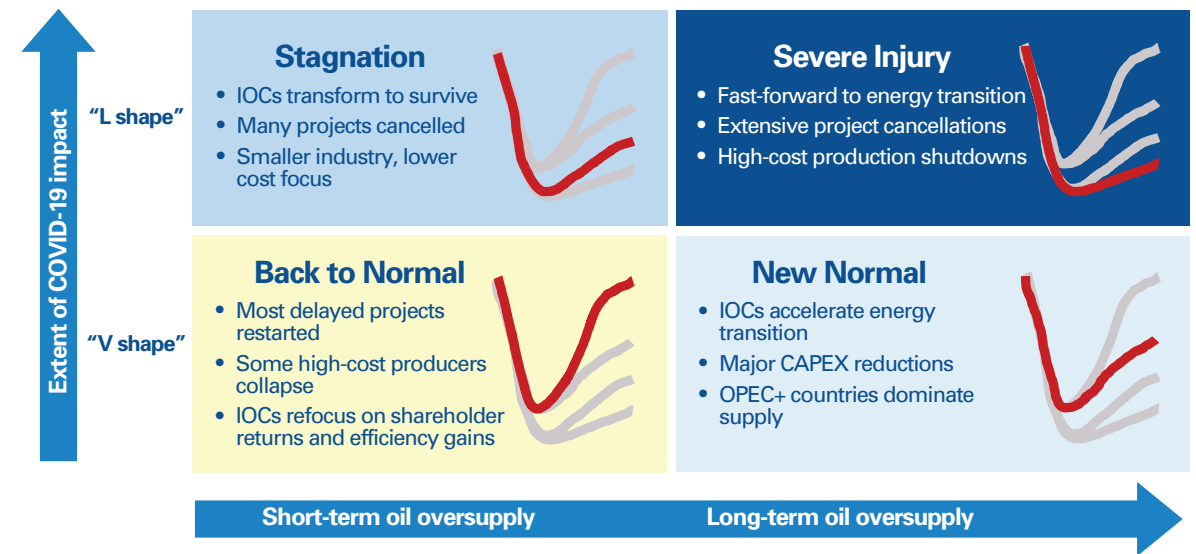 Extent of COVID-19 impact
“L shape”
“V shape”
Stagnation
• IOCs transform to survive
• Many projects cancelled
• Smaller industry, lower
cost focus
Severe Injury
• Fast-forward to energy transition
• Extensive project cancellations
• High-cost production shutdowns
Back to Normal
• Most delayed projects
restarted
• Some high-cost producers
collapse
• IOCs refocus on shareholder
returns and efficiency gains
New Normal
• IOCs accelerate energy
transition
• Major CAPEX reductions
• OPEC+ countries dominate
supply
Short-term oil oversupply
Long-term oil oversupply